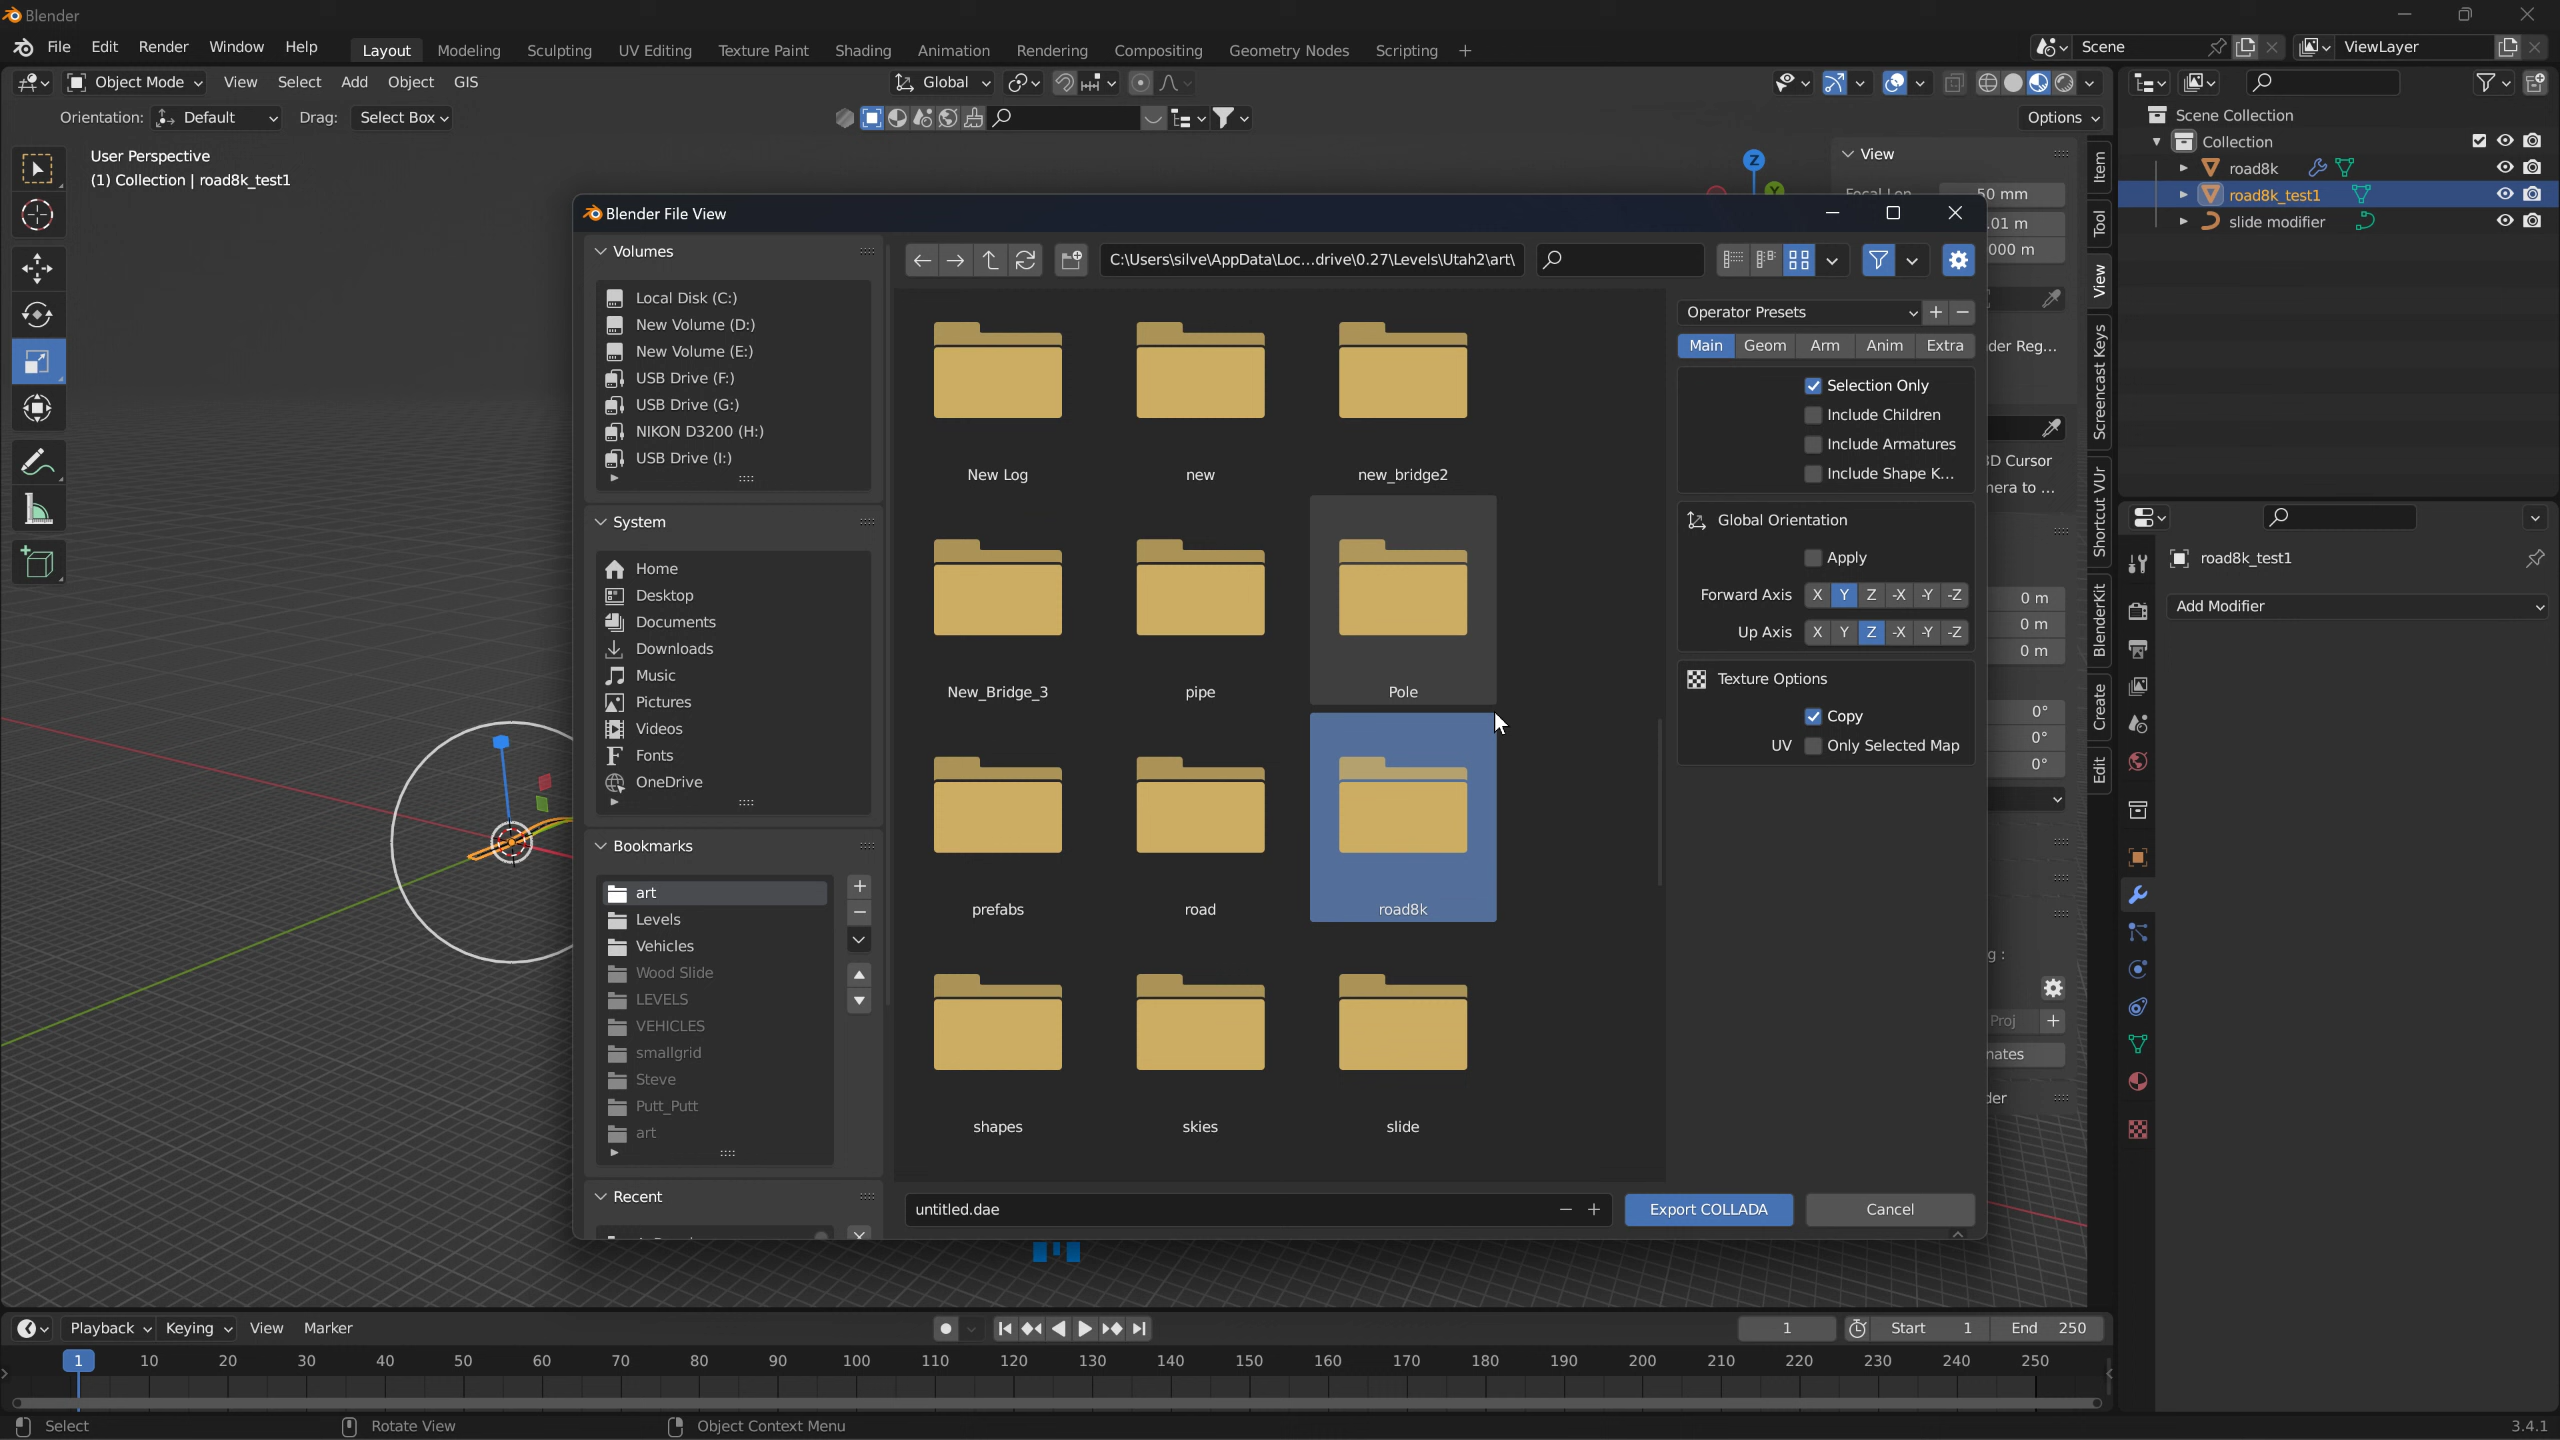 Blender
File Edit Render Window Help Layout Modeling Sculpting UV Editing Texture Paint Shading Animation Rendering Compositing Geometry Nodes Scripting + Scene ViewLayer
Object Mode View Select Add Object GIS Global
Orientation: Default Drag: Select Box Options
User Perspective
(1) Collection | road8k_test1
Z
Y
View
50 mm
.01 m
000 m
der Reg...
3D Cursor
0 m
0 m
0 m
0°
0°
0°
g :
Proj +
Item
Tool
View
Screencast Keys
Shortcut VUr
BlenderKit
Create
Edit
Scene Collection
Collection
road8k
road8k_test1
slide modifier
road8k_test1
Add Modifier
Blender File View
Volumes
Local Disk (C:)
New Volume (D:)
New Volume (E:)
USB Drive (F:)
USB Drive (G:)
NIKON D3200 (H:)
USB Drive (I:)
System
Home
Desktop
Documents
Downloads
Music
Pictures
Videos
Fonts
OneDrive
Bookmarks
art
Levels
Vehicles
Wood Slide
LEVELS
VEHICLES
smallgrid
Steve
Putt_Putt
art
Recent
C:\Users\silve\AppData\Loc...drive\0.27\Levels\Utah2\art\
New Log new new_bridge2
New_Bridge_3 pipe Pole
prefabs road road8k
shapes skies slide
untitled.dae
Export COLLADA Cancel
Operator Presets
Main Geom Arm Anim Extra
Selection Only
Include Children
Include Armatures
Include Shape K...
Global Orientation
Apply
Forward Axis X Y Z -X -Y -Z
Up Axis X Y Z -X -Y -Z
Texture Options
Copy
UV Only Selected Map
Playback Keying View Marker 1 Start 1 End 250
1 10 20 30 40 50 60 70 80 90 100 110 120 130 140 150 160 170 180 190 200 210 220 230 240 250
Select Rotate View Object Context Menu 3.4.1